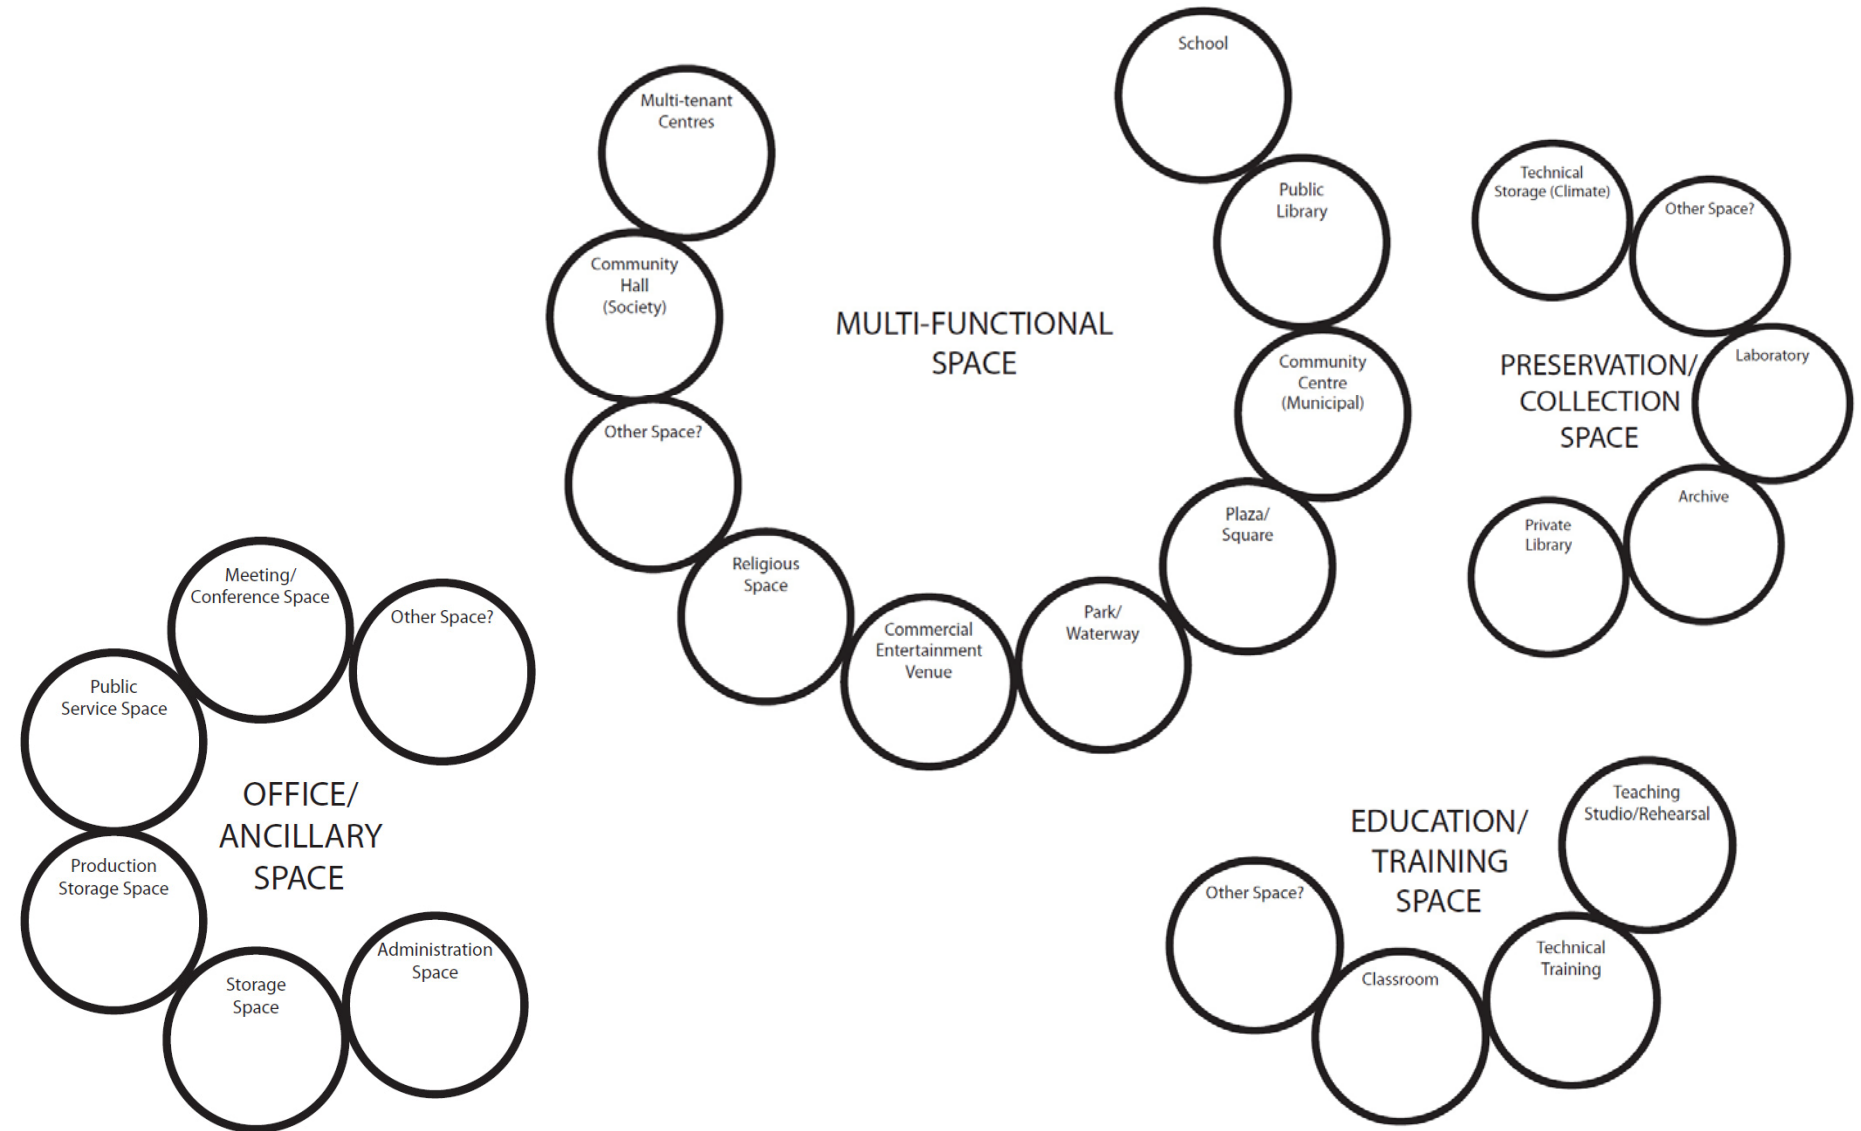 Multi-tenant
Centres
Community
Hall
(Society)
Other Space?
Religious
Space
Commercial
Entertainment
Venue
Park/
Waterway
Plaza/
Square
Community
Centre
(Municipal)
Public
Library
School
MULTI-FUNCTIONAL
SPACE
Technical
Storage (Climate)
Other Space?
Laboratory
Archive
Private
Library
PRESERVATION/
COLLECTION
SPACE
Meeting/
Conference Space
Other Space?
Public
Service Space
Production
Storage Space
Storage
Space
Administration
Space
OFFICE/
ANCILLARY
SPACE
EDUCATION/
TRAINING
SPACE
Teaching
Studio/Rehearsal
Technical
Training
Classroom
Other Space?